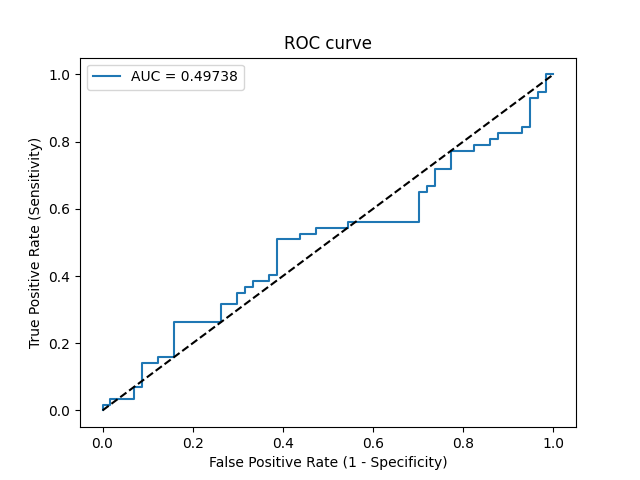 ROC curve
AUC = 0.49738
True Positive Rate (Sensitivity)
1.0
0.8
0.6
0.4
0.2
0.0
0.0 0.2 0.4 0.6 0.8 1.0
False Positive Rate (1 - Specificity)